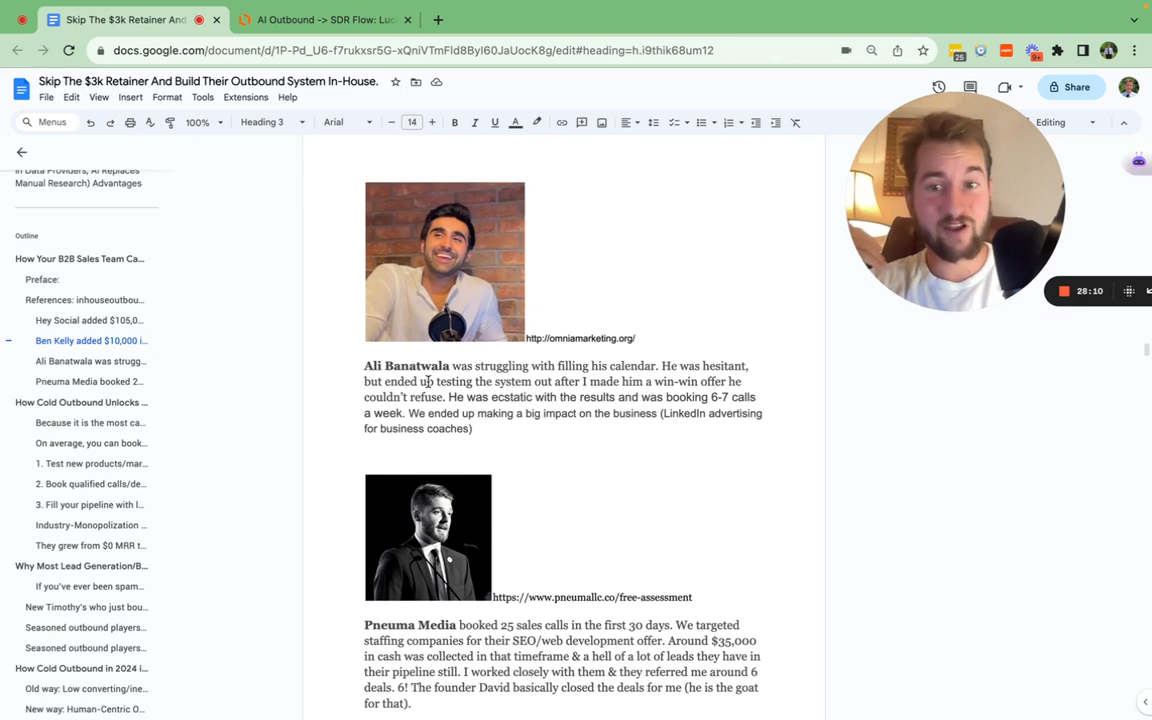 Skip The $3k Retainer And
AI Outbound -> SDR Flow: Luc
docs.google.com/document/d/1P-Pd_U6-f7rukxsr5G-xQniVTmFld8Byl60JaUocK8g/edit#heading=h.i9thik68um12
25
9+
Skip The $3k Retainer And Build Their Outbound System In-House.
File Edit View Insert Format Tools Extensions Help
Share
Menus
100%
Heading 3
Arial
14
B I U A
Editing
in Data Providers, AI Replaces
Manual Research) Advantages
Outline
How Your B2B Sales Team Ca...
Preface:
References: inhouseoutbou...
Hey Social added $105,0...
Ben Kelly added $10,000 i...
Ali Banatwala was strugg...
Pneuma Media booked 2...
How Cold Outbound Unlocks ...
Because it is the most ca...
On average, you can book...
1. Test new products/mar...
2. Book qualified calls/de...
3. Fill your pipeline with l...
Industry-Monopolization ...
They grew from $0 MRR t...
Why Most Lead Generation/B...
If you've ever been spam...
New Timothy's who just bou...
Seasoned outbound players...
Seasoned outbound players...
How Cold Outbound in 2024 i...
Old way: Low converting/ine...
New way: Human-Centric O...
http://omniamarketing.org/
Ali Banatwala was struggling with filling his calendar. He was hesitant,
but ended up testing the system out after I made him a win-win offer he
couldn't refuse. He was ecstatic with the results and was booking 6-7 calls
a week. We ended up making a big impact on the business (LinkedIn advertising
for business coaches)
https://www.pneumallc.co/free-assessment
Pneuma Media booked 25 sales calls in the first 30 days. We targeted
staffing companies for their SEO/web development offer. Around $35,000
in cash was collected in that timeframe & a hell of a lot of leads they have in
their pipeline still. I worked closely with them & they referred me around 6
deals. 6! The founder David basically closed the deals for me (he is the goat
for that).
28:10